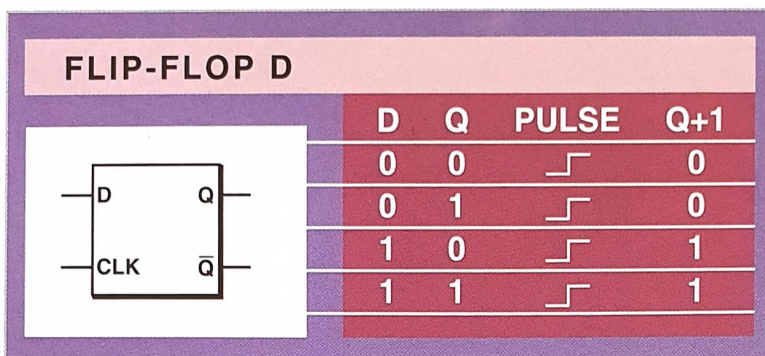 FLIP-FLOP D
D Q PULSE Q+1
0 0 0
0 1 0
1 0 1
1 1 1
D Q
CLK Q̅